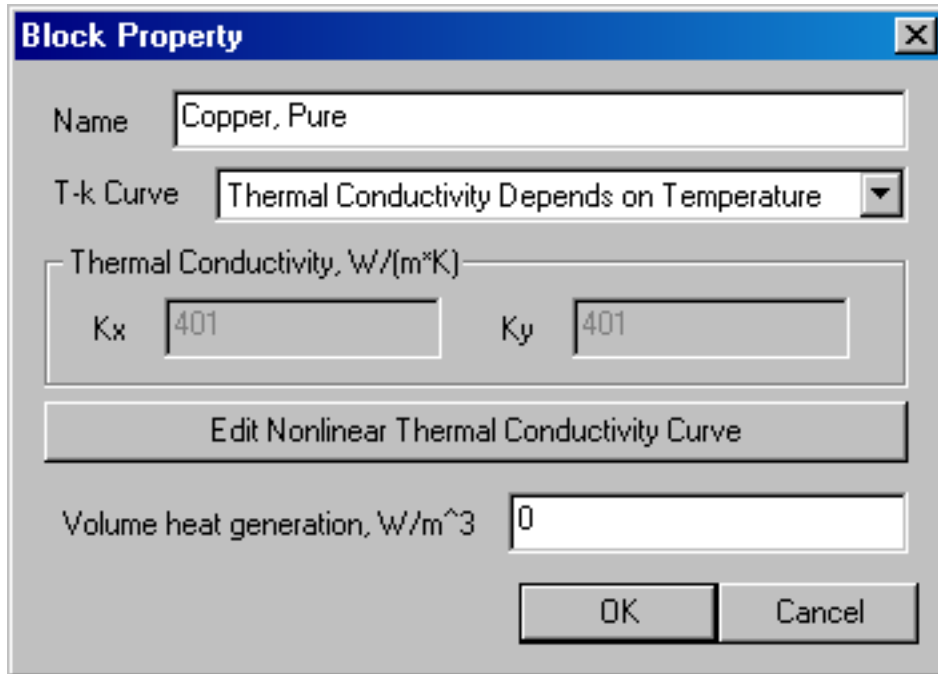 Block Property
Name Copper, Pure
T-k Curve Thermal Conductivity Depends on Temperature
Thermal Conductivity, W/(m*K)
Kx 401 Ky 401
Edit Nonlinear Thermal Conductivity Curve
Volume heat generation, W/m^3 0
OK Cancel